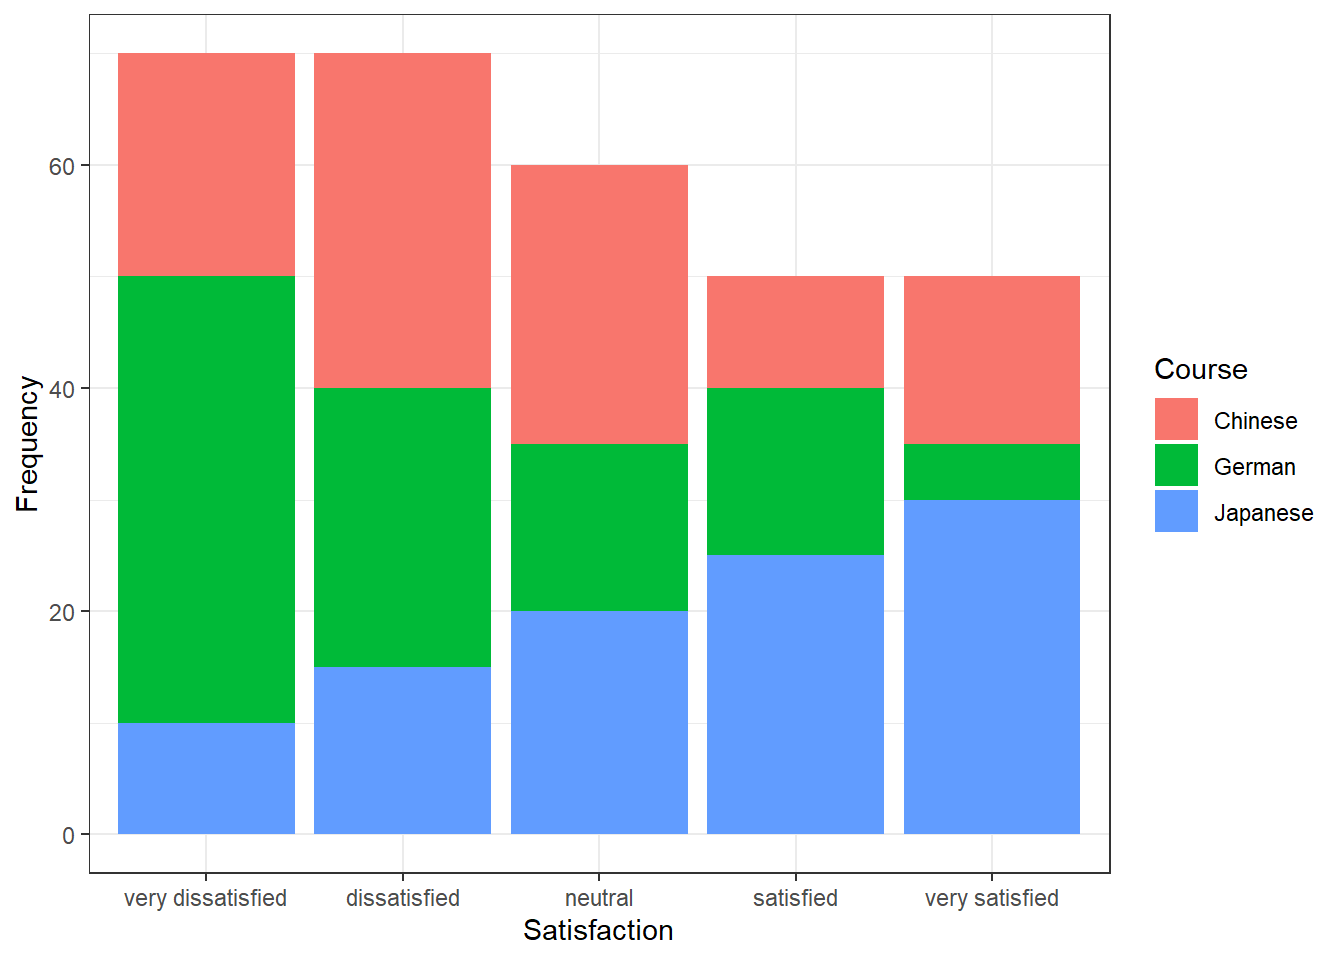 60
40
20
0
Frequency
very dissatisfied
dissatisfied
neutral
satisfied
very satisfied
Satisfaction
Course
Chinese
German
Japanese